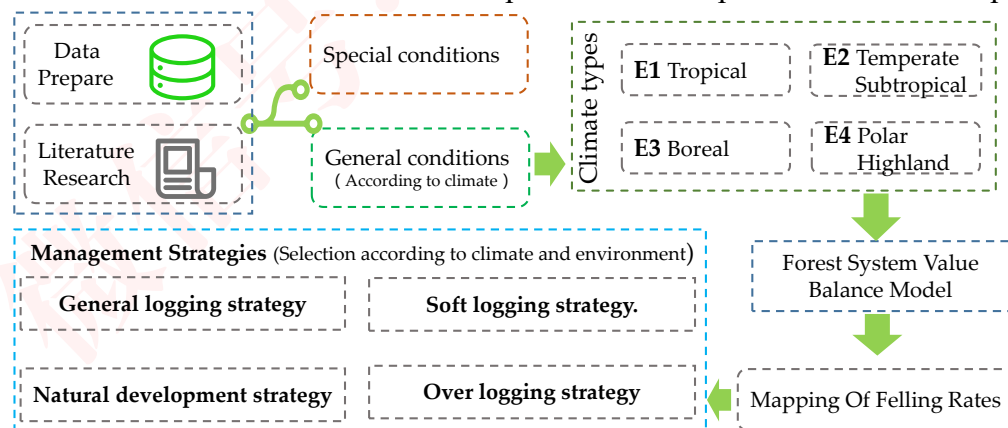 Data
Prepare
Literature
Research
Special conditions
General conditions
( According to climate )
Climate types
E1 Tropical
E2 Temperate
Subtropical
E3 Boreal
E4 Polar
Highland
Forest System Value
Balance Model
Mapping Of Felling Rates
Management Strategies (Selection according to climate and environment)
General logging strategy
Soft logging strategy.
Natural development strategy
Over logging strategy